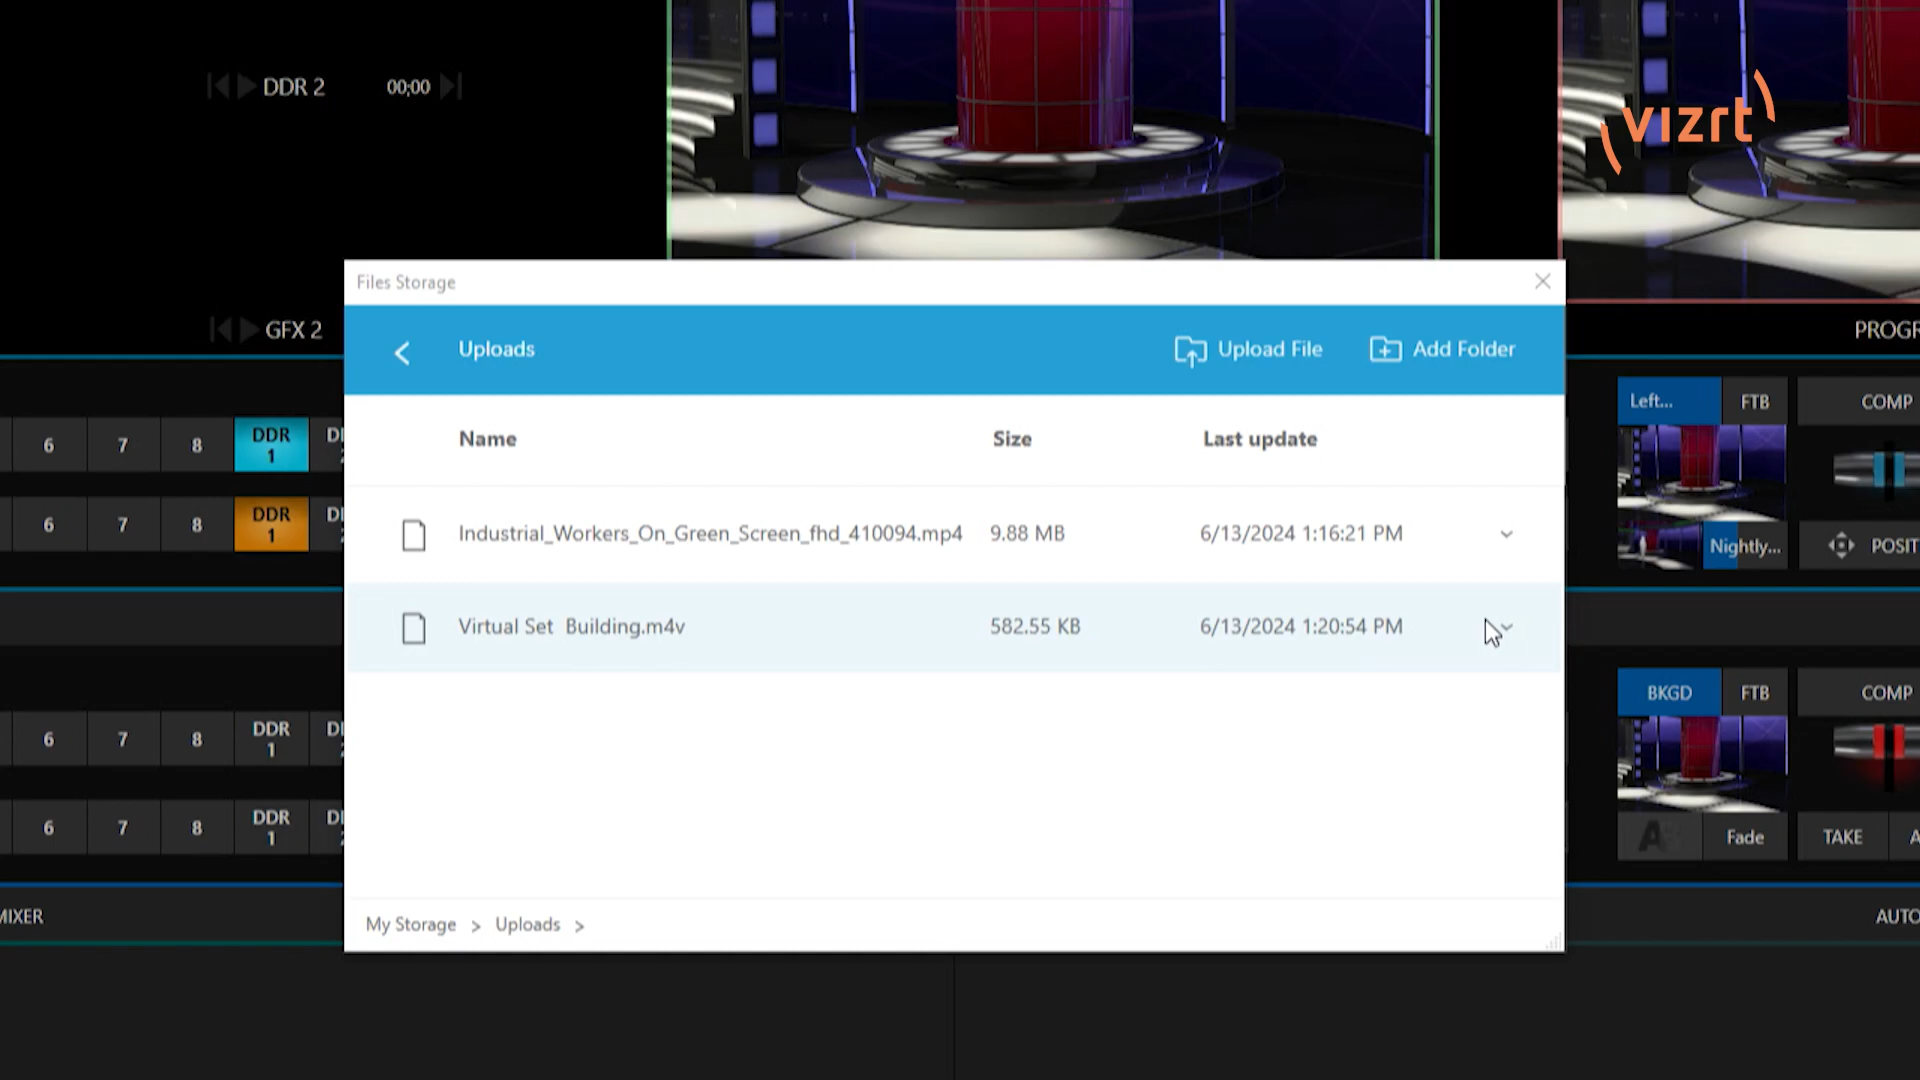 DDR 2 00;00
vizrt
Files Storage
GFX 2
Uploads
Upload File
Add Folder
Name Size Last update
Industrial_Workers_On_Green_Screen_fhd_410094.mp4 9.88 MB 6/13/2024 1:16:21 PM
Virtual Set  Building.m4v 582.55 KB 6/13/2024 1:20:54 PM
My Storage > Uploads >
6 7 8 DDR 1
6 7 8 DDR 1
6 7 8 DDR 1
6 7 8 DDR 1
Left... FTB COMP
Nightly...
BKGD FTB COMP
Fade TAKE